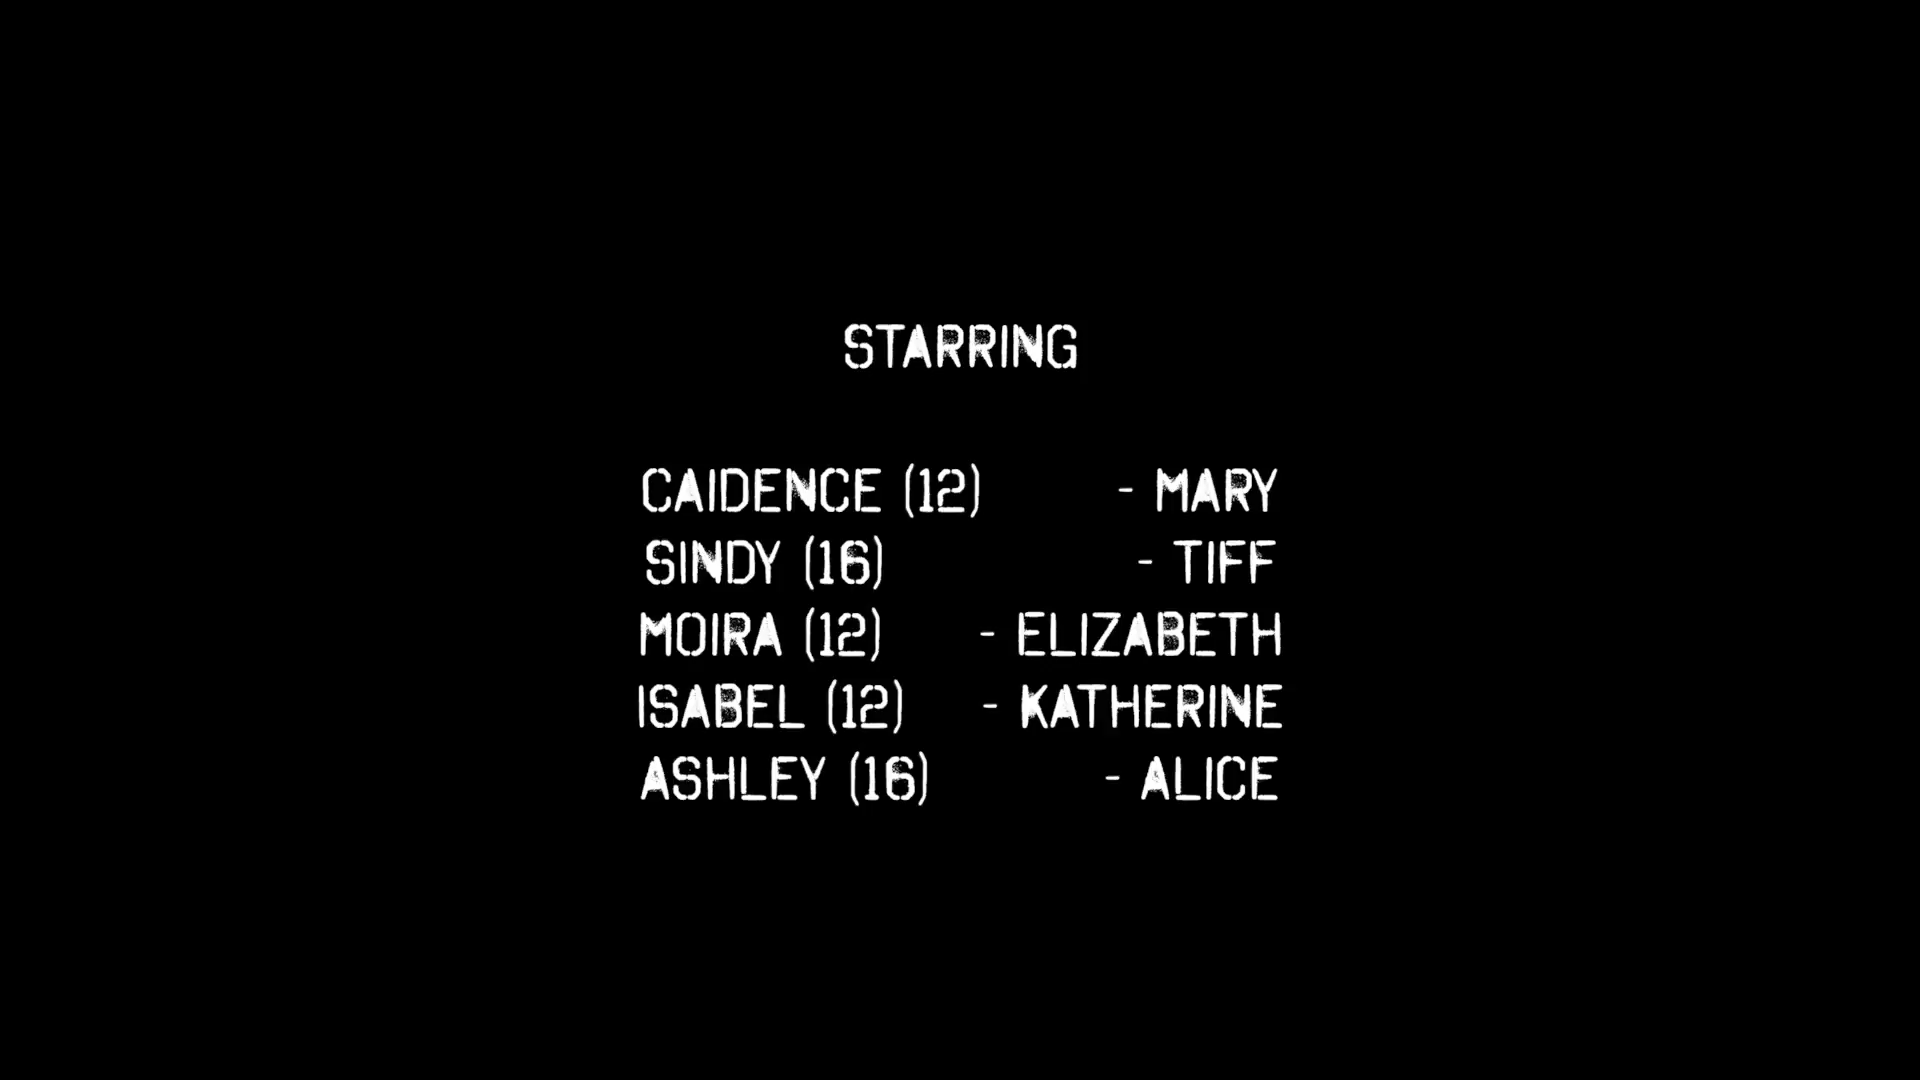 STARRING
CAIDENCE (12) - MARY
SINDY (16) - TIFF
MOIRA (12) - ELIZABETH
ISABEL (12) - KATHERINE
ASHLEY (16) - ALICE